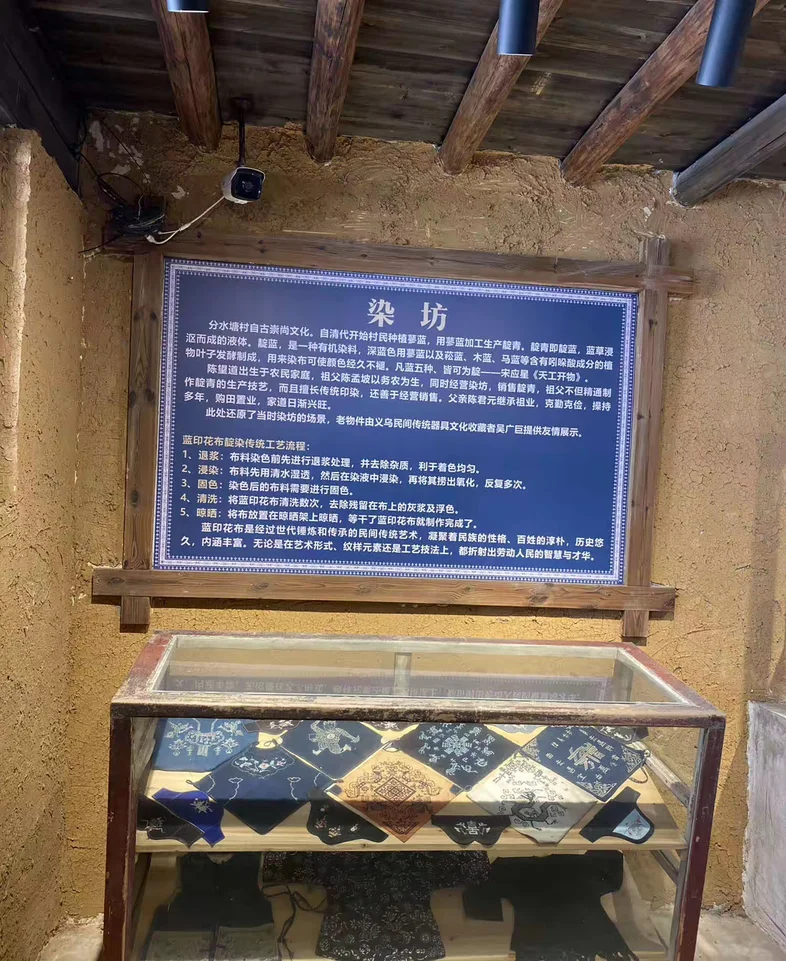 染坊
分水塘村自古崇尚文化。自清代开始村民种植蓼蓝，用蓼蓝加工生产靛青。靛青即靛蓝，蓝草浸
沤而成的液体。靛蓝，是一种有机染料，深蓝色用蓼蓝以及菘蓝、木蓝、马蓝等含有吲哚酸成分的植
物叶子发酵制成，用来染布可使颜色经久不褪。凡蓝五种，皆可为靛——宋应星《天工开物》。
陈望道出生于农民家庭，祖父陈孟坡以务农为生，同时经营染坊，销售靛青，祖父不但精通制
作靛青的生产技艺，而且擅长传统印染，还善于经营销售。父亲陈君元继承祖业，克勤克俭，操持
多年，购田置业，家道日渐兴旺。
此处还原了当时染坊的场景，老物件由义乌民间传统器具文化收藏者吴广巨提供友情展示。
蓝印花布靛染传统工艺流程：
1、退浆：布料染色前先进行退浆处理，并去除杂质，利于着色均匀。
2、浸染：布料先用清水湿透，然后在染液中浸染，再将其捞出氧化，反复多次。
3、固色：染色后的布料需要进行固色。
4、清洗：将蓝印花布清洗数次，去除残留在布上的灰浆及浮色。
5、晾晒：将布放置在晾晒架上晾晒，等干了蓝印花布就制作完成了。
蓝印花布是经过世代锤炼和传承的民间传统艺术，凝聚着民族的性格、百姓的淳朴，历史悠
久，内涵丰富。无论是在艺术形式、纹样元素还是工艺技法上，都折射出劳动人民的智慧与才华。